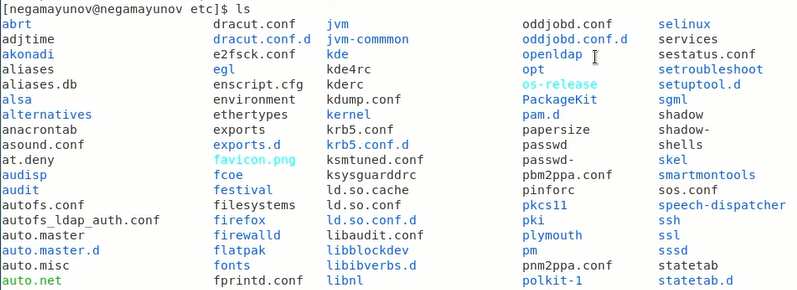 [negamayunov@negamayunov etc]$ ls
abrt dracut.conf jvm oddjobd.conf selinux
adjtime dracut.conf.d jvm-commmon oddjobd.conf.d services
akonadi e2fsck.conf kde openldap sestatus.conf
aliases egl kde4rc opt setroubleshoot
aliases.db enscript.cfg kderc os-release setuptool.d
alsa environment kdump.conf PackageKit sgml
alternatives ethertypes kernel pam.d shadow
anacrontab exports krb5.conf papersize shadow-
asound.conf exports.d krb5.conf.d passwd shells
at.deny favicon.png ksmtuned.conf passwd- skel
audisp fcoe ksysguarddrc pbm2ppa.conf smartmontools
audit festival ld.so.cache pinforc sos.conf
autofs.conf filesystems ld.so.conf pkcs11 speech-dispatcher
autofs_ldap_auth.conf firefox ld.so.conf.d pki ssh
auto.master firewalld libaudit.conf plymouth ssl
auto.master.d flatpak libblockdev pm sssd
auto.misc fonts libibverbs.d pnm2ppa.conf statetab
auto.net fprintd.conf libnl polkit-1 statetab.d